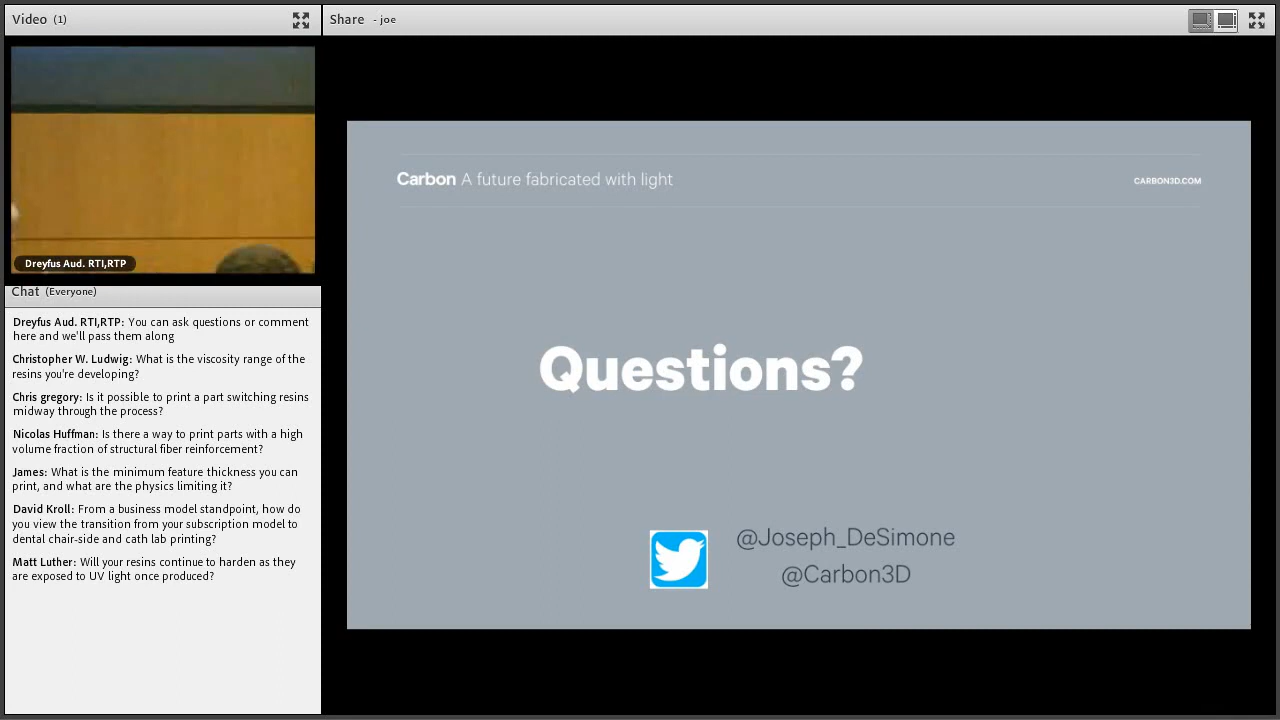 Video (1)
Share - joe
Dreyfus Aud. RTI,RTP
Chat (Everyone)
Dreyfus Aud. RTI,RTP: You can ask questions or comment
here and we'll pass them along
Christopher W. Ludwig: What is the viscosity range of the
resins you're developing?
Chris gregory: Is it possible to print a part switching resins
midway through the process?
Nicolas Huffman: Is there a way to print parts with a high
volume fraction of structural fiber reinforcement?
James: What is the minimum feature thickness you can
print, and what are the physics limiting it?
David Kroll: From a business model standpoint, how do
you view the transition from your subscription model to
dental chair-side and cath lab printing?
Matt Luther: Will your resins continue to harden as they
are exposed to UV light once produced?
Carbon A future fabricated with light
CARBON3D.COM
Questions?
@Joseph_DeSimone
@Carbon3D